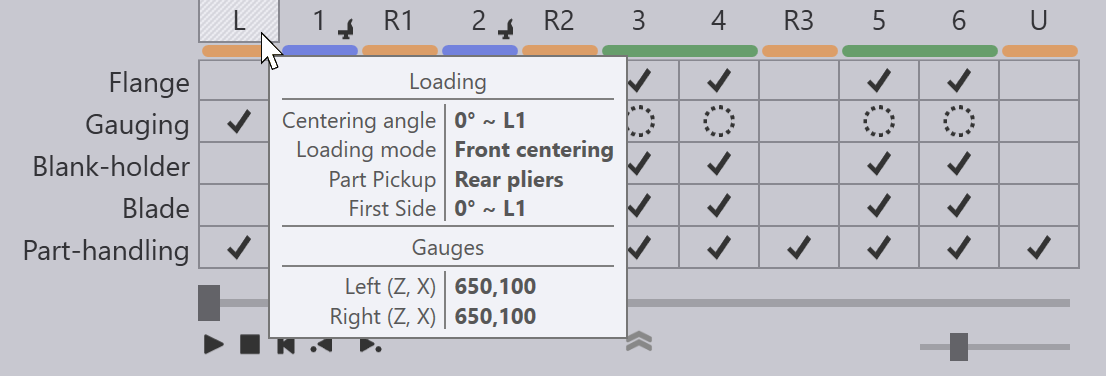 L 1 R1 2 R2 3 4 R3 5 6 U
Flange
Gauging
Blank-holder
Blade
Part-handling
Loading
Centering angle 0° ~ L1
Loading mode Front centering
Part Pickup Rear pliers
First Side 0° ~ L1
Gauges
Left (Z, X) 650,100
Right (Z, X) 650,100